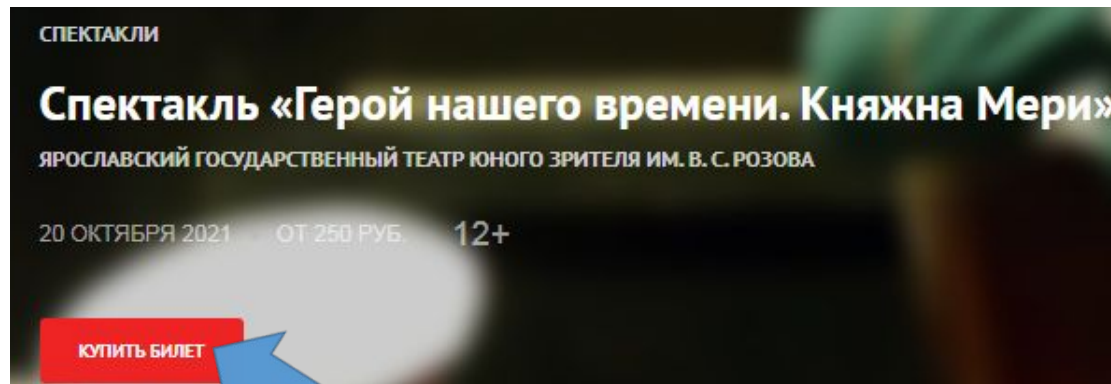 СПЕКТАКЛИ
Спектакль «Герой нашего времени. Княжна Мери»
ЯРОСЛАВСКИЙ ГОСУДАРСТВЕННЫЙ ТЕАТР ЮНОГО ЗРИТЕЛЯ ИМ. В. С. РОЗОВА
20 ОКТЯБРЯ 2021 ОТ 250 РУБ. 12+
КУПИТЬ БИЛЕТ